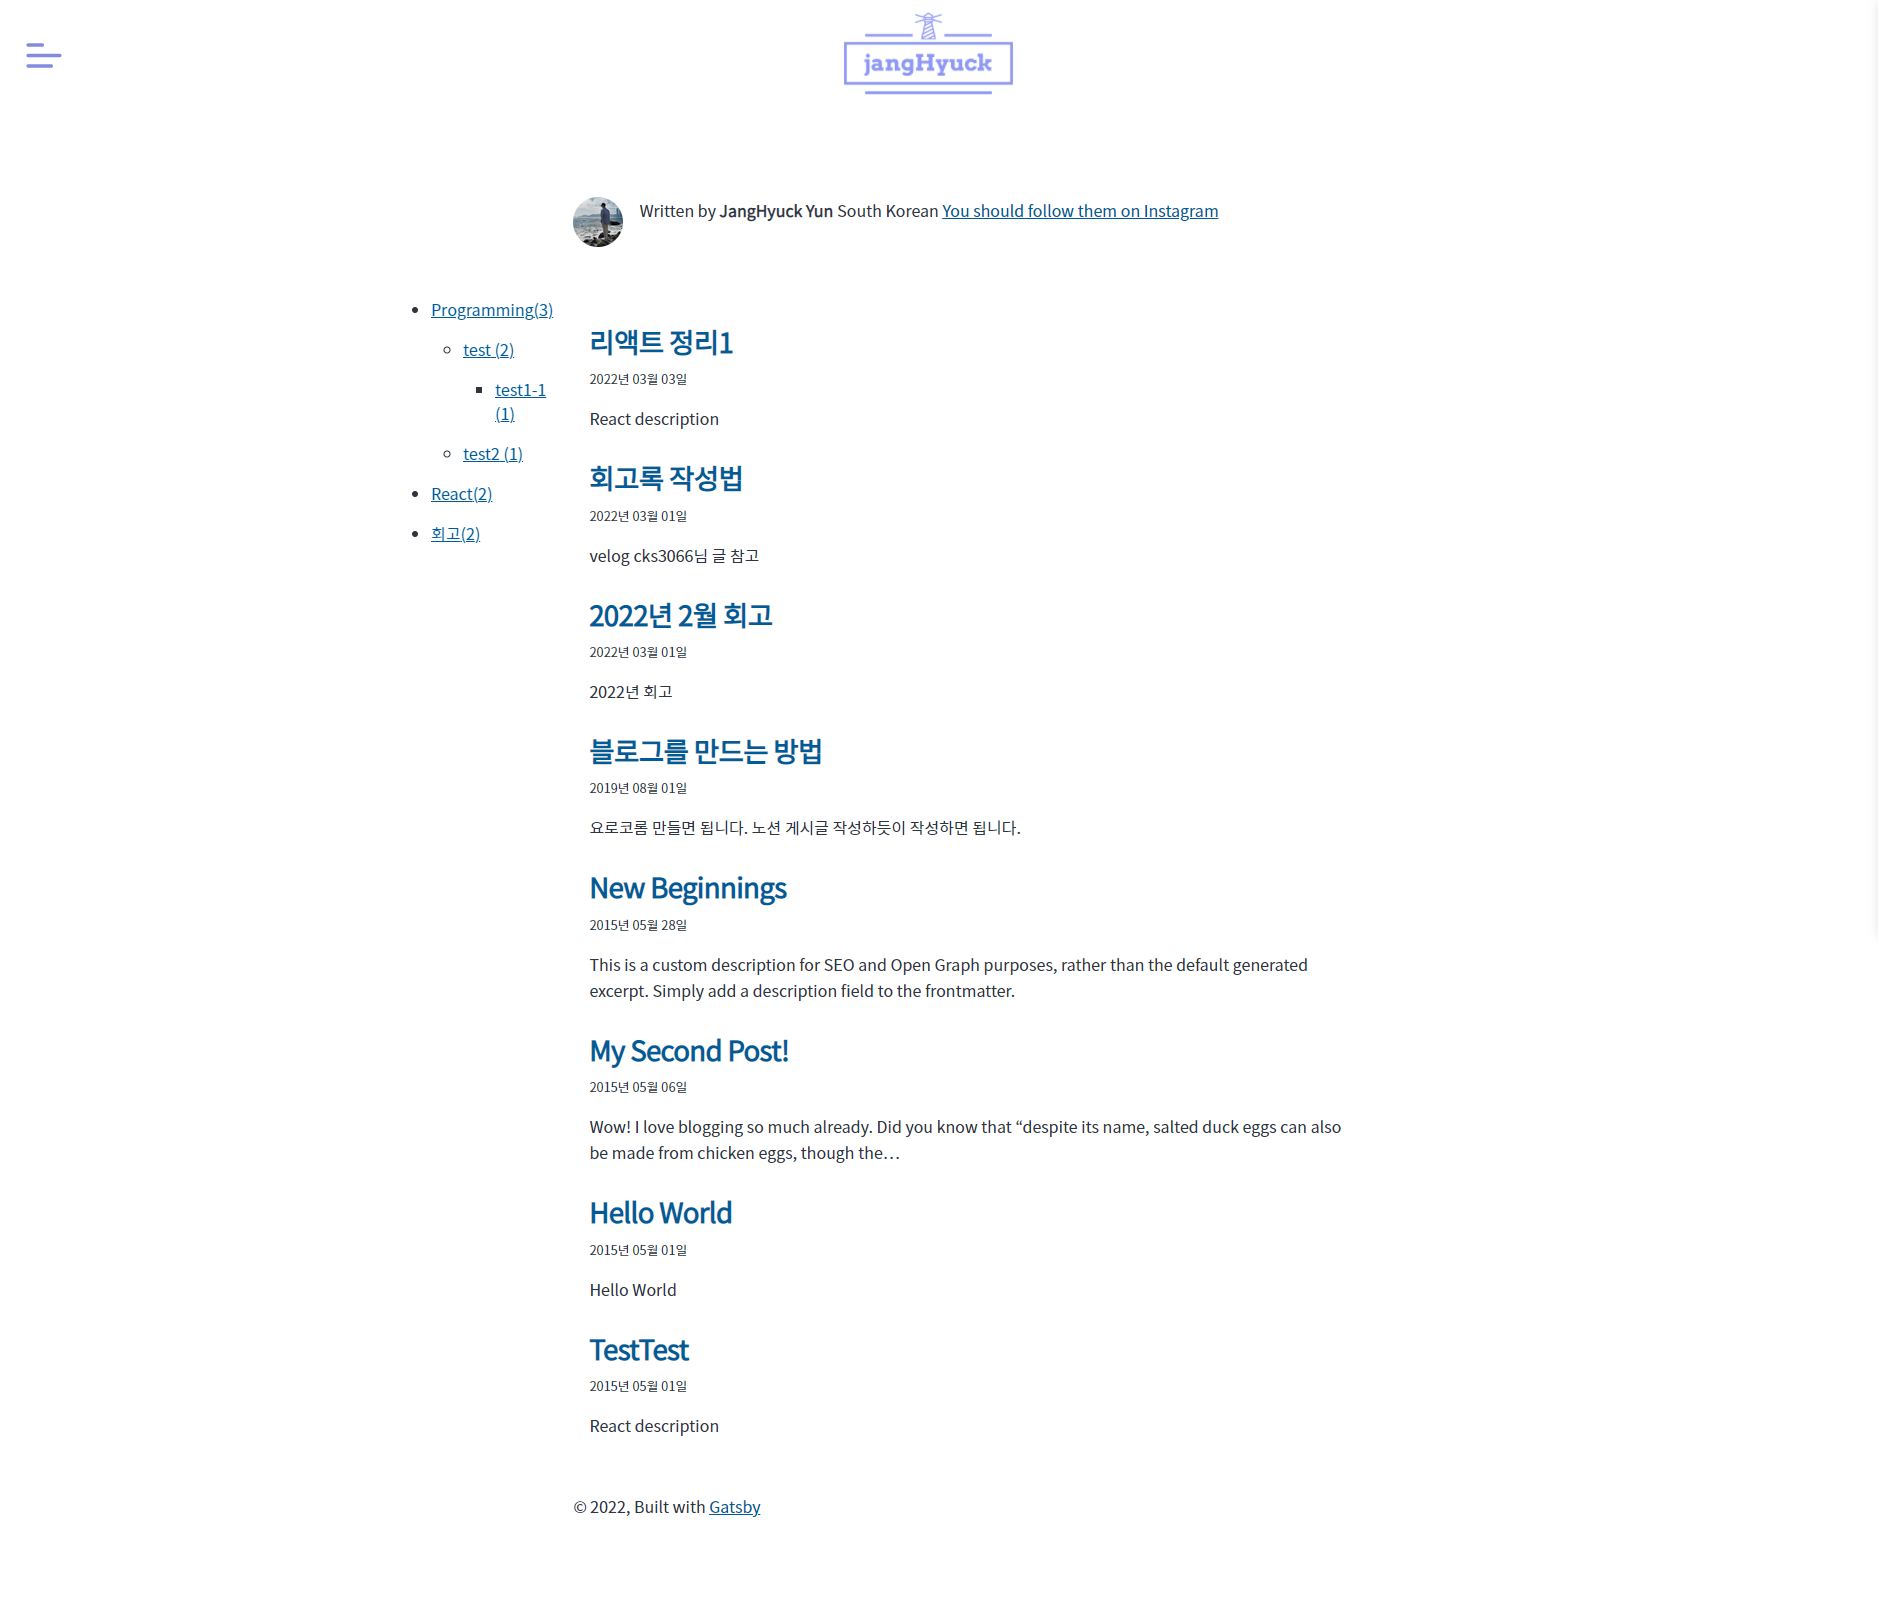 jangHyuck
Written by JangHyuck Yun South Korean You should follow them on Instagram
Programming(3)
test (2)
test1-1
(1)
test2 (1)
React(2)
회고(2)
리액트 정리1
2022년 03월 03일
React description
회고록 작성법
2022년 03월 01일
velog cks3066님 글 참고
2022년 2월 회고
2022년 03월 01일
2022년 회고
블로그를 만드는 방법
2019년 08월 01일
요로코롬 만들면 됩니다. 노션 게시글 작성하듯이 작성하면 됩니다.
New Beginnings
2015년 05월 28일
This is a custom description for SEO and Open Graph purposes, rather than the default generated
excerpt. Simply add a description field to the frontmatter.
My Second Post!
2015년 05월 06일
Wow! I love blogging so much already. Did you know that “despite its name, salted duck eggs can also
be made from chicken eggs, though the…
Hello World
2015년 05월 01일
Hello World
TestTest
2015년 05월 01일
React description
© 2022, Built with Gatsby